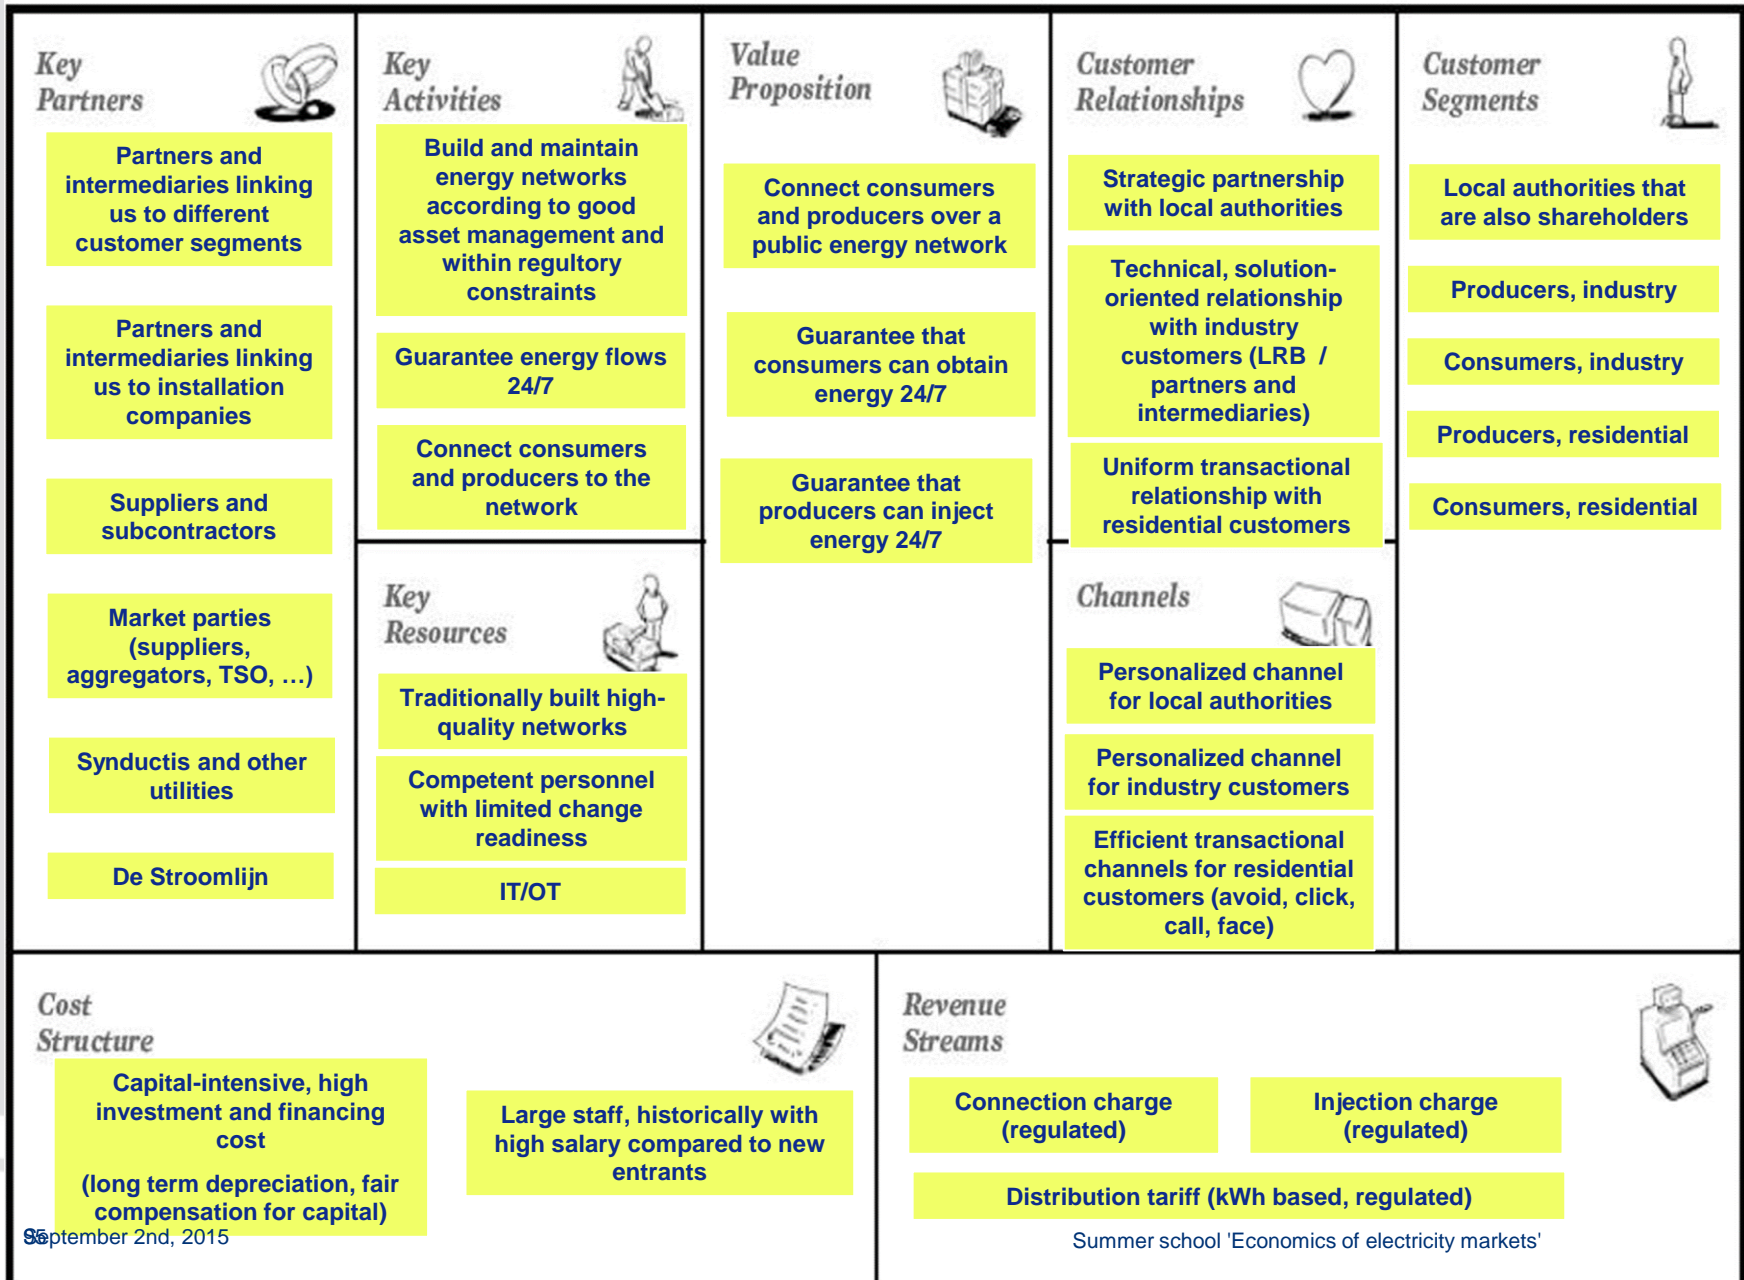 Key
Partners
Partners and
intermediaries linking
us to different
customer segments
Partners and
intermediaries linking
us to installation
companies
Suppliers and
subcontractors
Market parties
(suppliers,
aggregators, TSO, …)
Synductis and other
utilities
De Stroomlijn
Key
Activities
Build and maintain
energy networks
according to good
asset management and
within regultory
constraints
Guarantee energy flows
24/7
Connect consumers
and producers to the
network
Key
Resources
Traditionally built high-
quality networks
Competent personnel
with limited change
readiness
IT/OT
Value
Proposition
Connect consumers
and producers over a
public energy network
Guarantee that
consumers can obtain
energy 24/7
Guarantee that
producers can inject
energy 24/7
Customer
Relationships
Strategic partnership
with local authorities
Technical, solution-
oriented relationship
with industry
customers (LRB /
partners and
intermediaries)
Uniform transactional
relationship with
residential customers
Channels
Personalized channel
for local authorities
Personalized channel
for industry customers
Efficient transactional
channels for residential
customers (avoid, click,
call, face)
Customer
Segments
Local authorities that
are also shareholders
Producers, industry
Consumers, industry
Producers, residential
Consumers, residential
Cost
Structure
Capital-intensive, high
investment and financing
cost
(long term depreciation, fair
compensation for capital)
Large staff, historically with
high salary compared to new
entrants
Revenue
Streams
Connection charge
(regulated)
Injection charge
(regulated)
Distribution tariff (kWh based, regulated)
September 2nd, 2015
Summer school 'Economics of electricity markets'